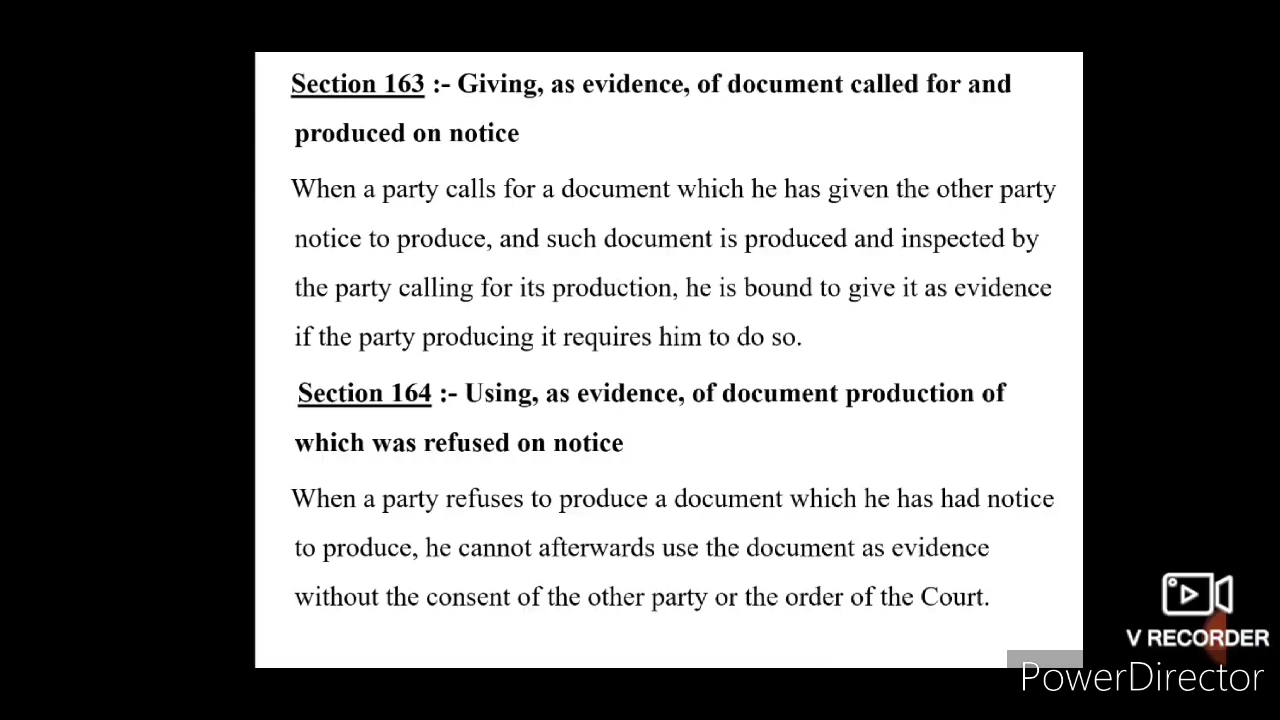 Section 163 :- Giving, as evidence, of document called for and
produced on notice
When a party calls for a document which he has given the other party
notice to produce, and such document is produced and inspected by
the party calling for its production, he is bound to give it as evidence
if the party producing it requires him to do so.
Section 164 :- Using, as evidence, of document production of
which was refused on notice
When a party refuses to produce a document which he has had notice
to produce, he cannot afterwards use the document as evidence
without the consent of the other party or the order of the Court.
V RECORDER
PowerDirector